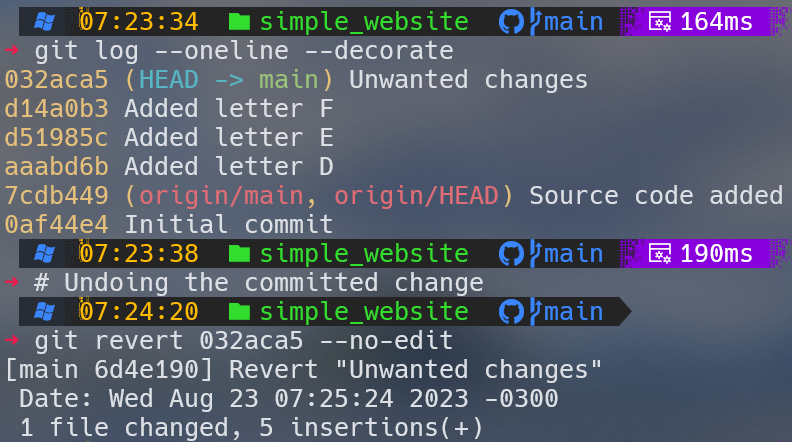 07:23:34 simple_website main 164ms
➜ git log --oneline --decorate
032aca5 (HEAD -> main) Unwanted changes
d14a0b3 Added letter F
d51985c Added letter E
aaabd6b Added letter D
7cdb449 (origin/main, origin/HEAD) Source code added
0af44e4 Initial commit
07:23:38 simple_website main 190ms
➜ # Undoing the committed change
07:24:20 simple_website main
➜ git revert 032aca5 --no-edit
[main 6d4e190] Revert "Unwanted changes"
Date: Wed Aug 23 07:25:24 2023 -0300
1 file changed, 5 insertions(+)